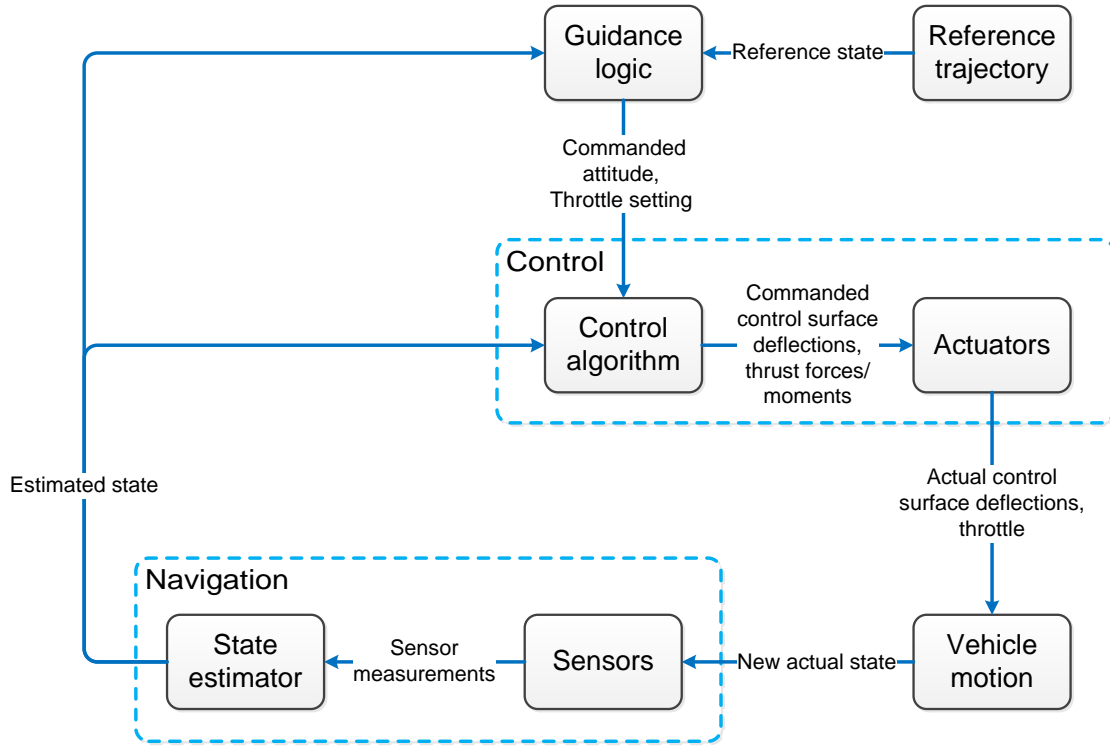 Guidance
logic
Reference state
Reference
trajectory
Commanded
attitude,
Throttle setting
Control
Control
algorithm
Commanded
control surface
deflections,
thrust forces/
moments
Actuators
Estimated state
Actual control
surface deflections,
throttle
Navigation
State
estimator
Sensor
measurements
Sensors
New actual state
Vehicle
motion